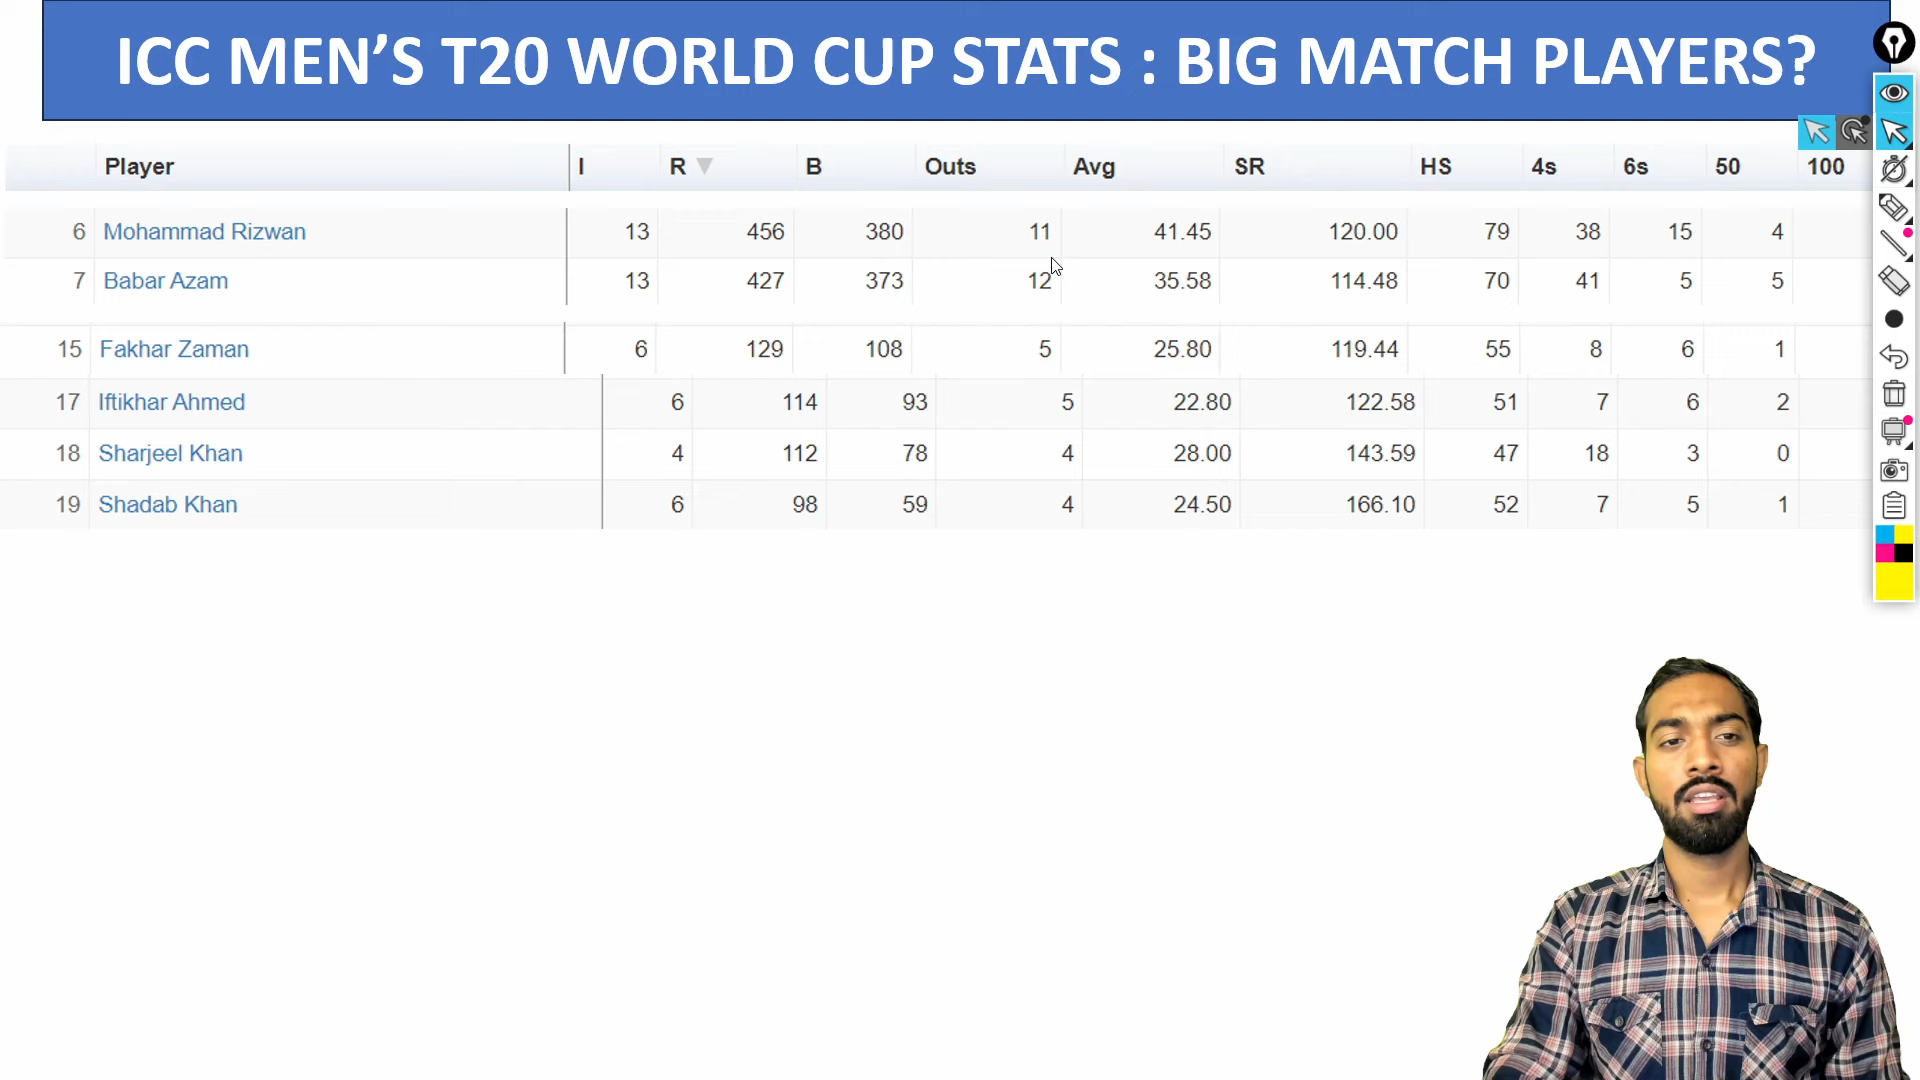 ICC MEN’S T20 WORLD CUP STATS : BIG MATCH PLAYERS?
Player I R B Outs Avg SR HS 4s 6s 50 100
6 Mohammad Rizwan 13 456 380 11 41.45 120.00 79 38 15 4
7 Babar Azam 13 427 373 12 35.58 114.48 70 41 5 5
15 Fakhar Zaman 6 129 108 5 25.80 119.44 55 8 6 1
17 Iftikhar Ahmed 6 114 93 5 22.80 122.58 51 7 6 2
18 Sharjeel Khan 4 112 78 4 28.00 143.59 47 18 3 0
19 Shadab Khan 6 98 59 4 24.50 166.10 52 7 5 1